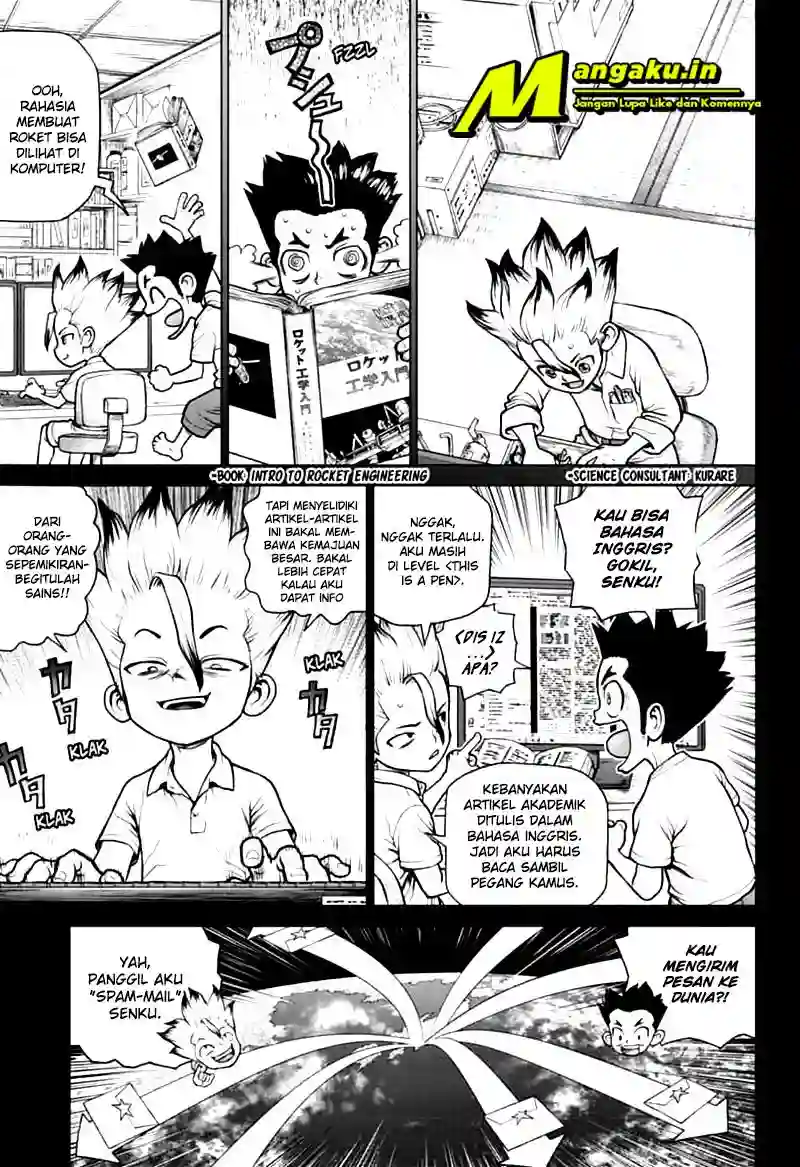 Mangaku.in
Jangan Lupa Like dan Komennya
プシュー
FZZL
ロケット工学入門
ロケット
工学入門
OOH,
RAHASIA
MEMBUAT
ROKET BISA
DILIHAT DI
KOMPUTER!
-BOOK: INTRO TO ROCKET ENGINEERING
-SCIENCE CONSULTANT: KURARE
KAU BISA
BAHASA
INGGRIS?
GOKIL,
SENKU!
NGGAK,
NGGAK TERLALU.
AKU MASIH
DI LEVEL <THIS
IS A PEN>.
<DIS IZ
...>
APA?
KEBANYAKAN
ARTIKEL AKADEMIK
DITULIS DALAM
BAHASA INGGRIS.
JADI AKU HARUS
BACA SAMBIL
PEGANG KAMUS.
TAPI MENYELIDIKI
ARTIKEL-ARTIKEL
INI BAKAL MEM-
BAWA KEMAJUAN
BESAR. BAKAL
LEBIH CEPAT
KALAU AKU
DAPAT INFO
DARI
ORANG-
ORANG YANG
SEPEMIKIRAN-
BEGITULAH
SAINS!!
カタ
KLAK
KLAK
カタ
KLAK
KLAK
KAU
MENGIRIM
PESAN KE
DUNIA?!
YAH,
PANGGIL AKU
"SPAM-MAIL"
SENKU.